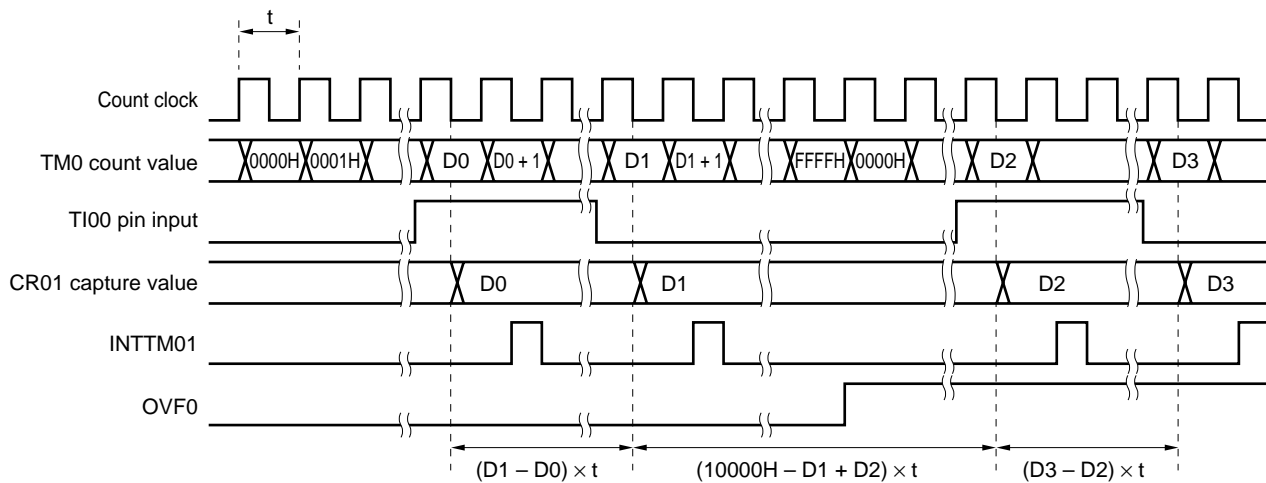 t
Count clock
TM0 count value 0000H 0001H D0 D0 + 1 D1 D1 + 1 FFFFH 0000H D2 D3
TI00 pin input
CR01 capture value D0 D1 D2 D3
INTTM01
OVF0
(D1 – D0) × t (10000H – D1 + D2) × t (D3 – D2) × t